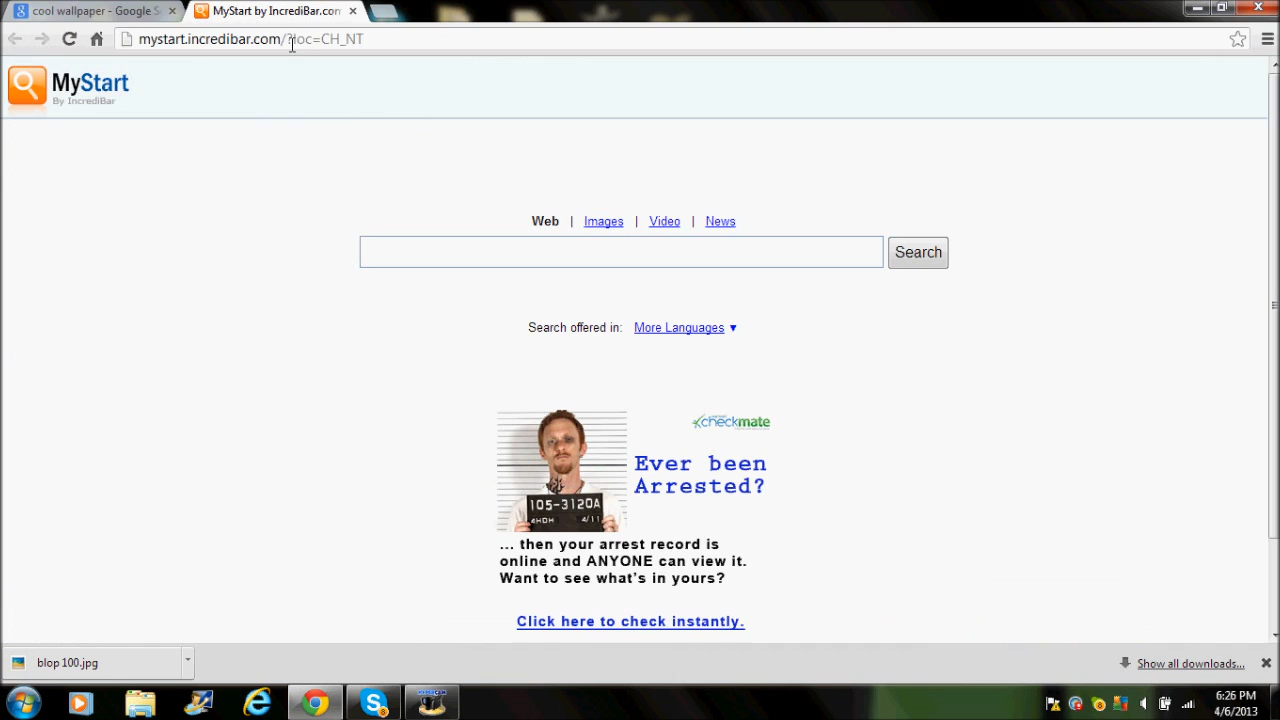 cool wallpaper - Google S
MyStart by IncrediBar.com
mystart.incredibar.com/?loc=CH_NT
MyStart
By IncrediBar
Web | Images | Video | News
Search
Search offered in: More Languages ▼
checkmate
Ever been
Arrested?
105-3120A
4/11
... then your arrest record is
online and ANYONE can view it.
Want to see what's in yours?
Click here to check instantly.
blop 100.jpg
Show all downloads...
6:26 PM
4/6/2013